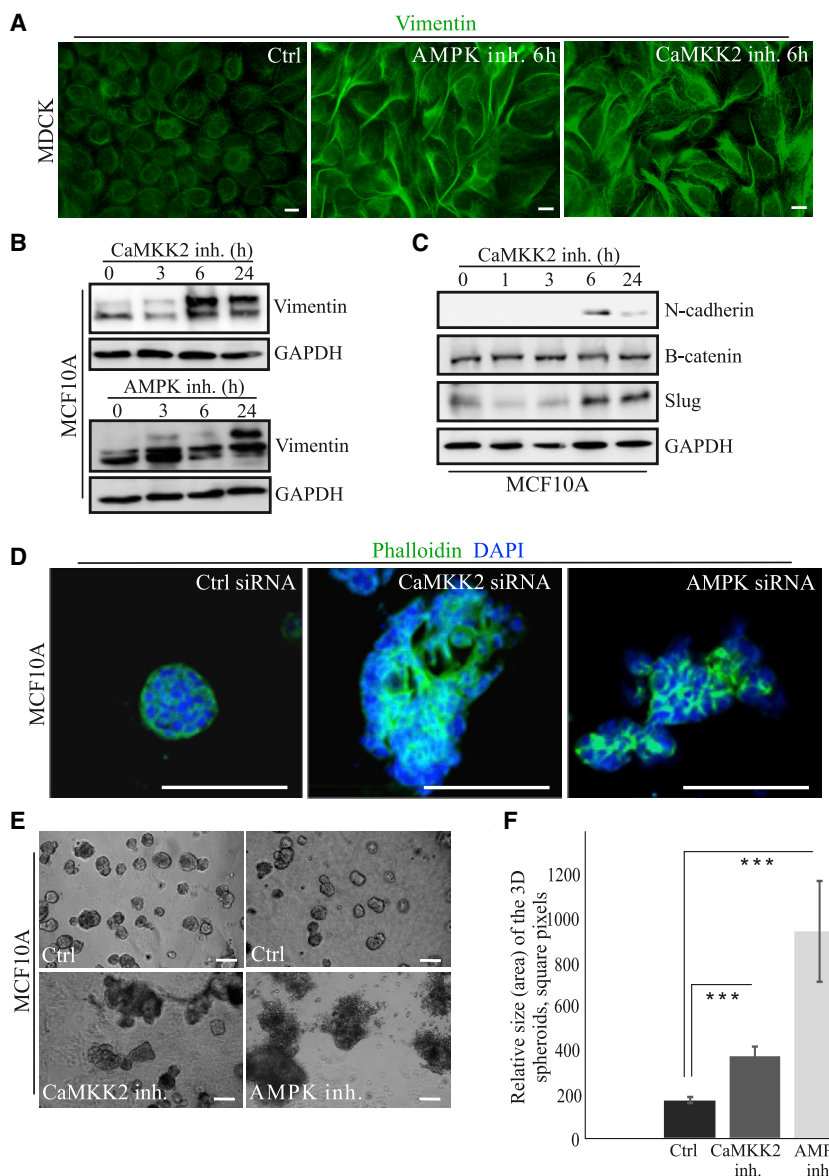 A
Vimentin
MDCK
Ctrl
AMPK inh. 6h
CaMKK2 inh. 6h
B
MCF10A
CaMKK2 inh. (h)
0 3 6 24
Vimentin
GAPDH
AMPK inh. (h)
0 3 6 24
Vimentin
GAPDH
C
CaMKK2 inh. (h)
0 1 3 6 24
N-cadherin
B-catenin
Slug
GAPDH
MCF10A
D
Phalloidin DAPI
MCF10A
Ctrl siRNA
CaMKK2 siRNA
AMPK siRNA
E
MCF10A
Ctrl
Ctrl
CaMKK2 inh.
AMPK inh.
F
Relative size (area) of the 3D
spheroids, square pixels
1200
1000
800
600
400
200
0
***
***
Ctrl
CaMKK2
inh.
AMP
inh